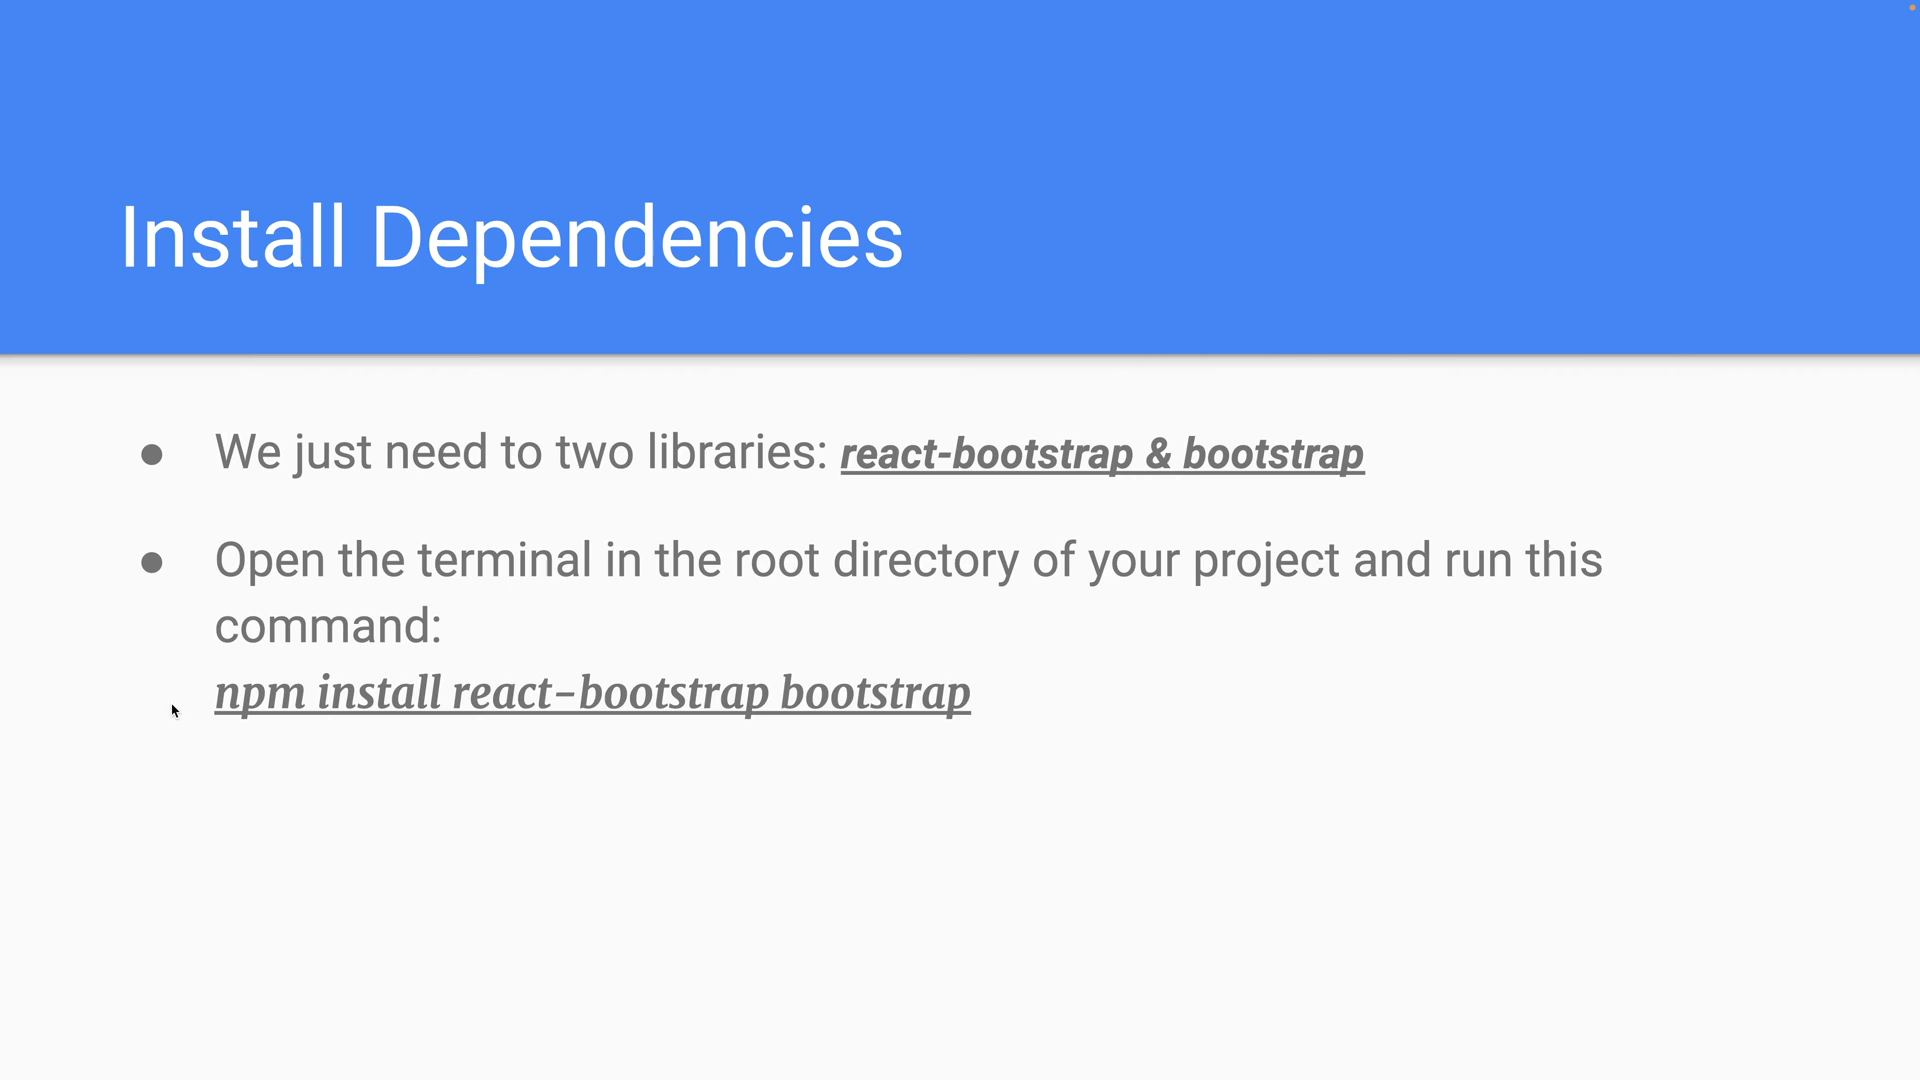 Install Dependencies
● We just need to two libraries: react-bootstrap & bootstrap
● Open the terminal in the root directory of your project and run this
command:
npm install react-bootstrap bootstrap